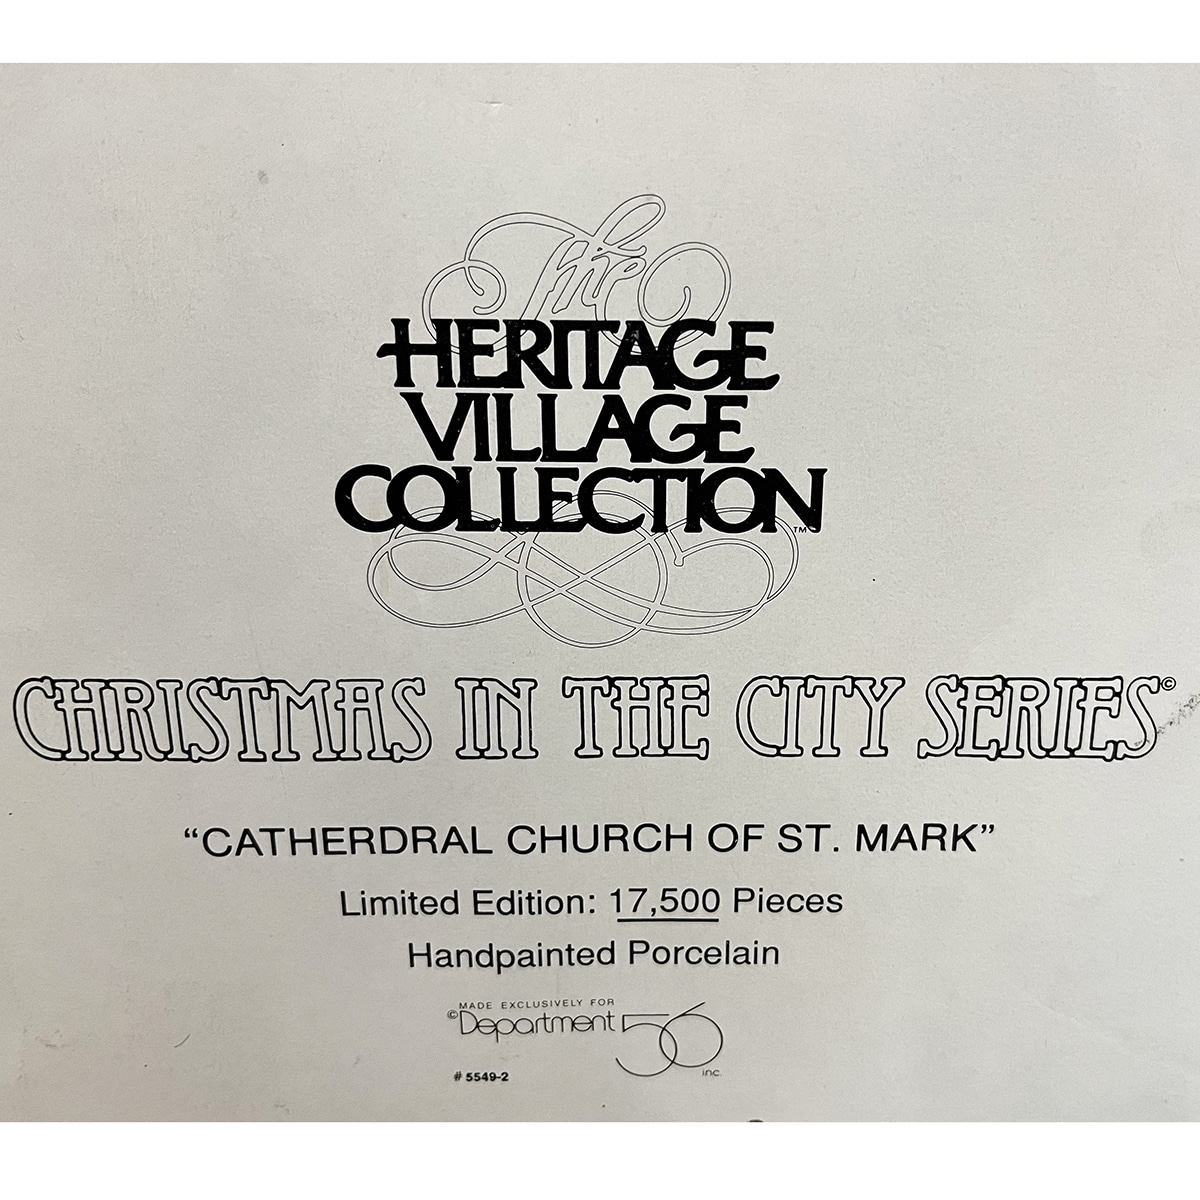 The
HERITAGE
VILLAGE
COLLECTION™
CHRISTMAS IN THE CITY SERIES©
“CATHERDRAL CHURCH OF ST. MARK”
Limited Edition: 17,500 Pieces
Handpainted Porcelain
MADE EXCLUSIVELY FOR
©Department 56 inc.
# 5549-2